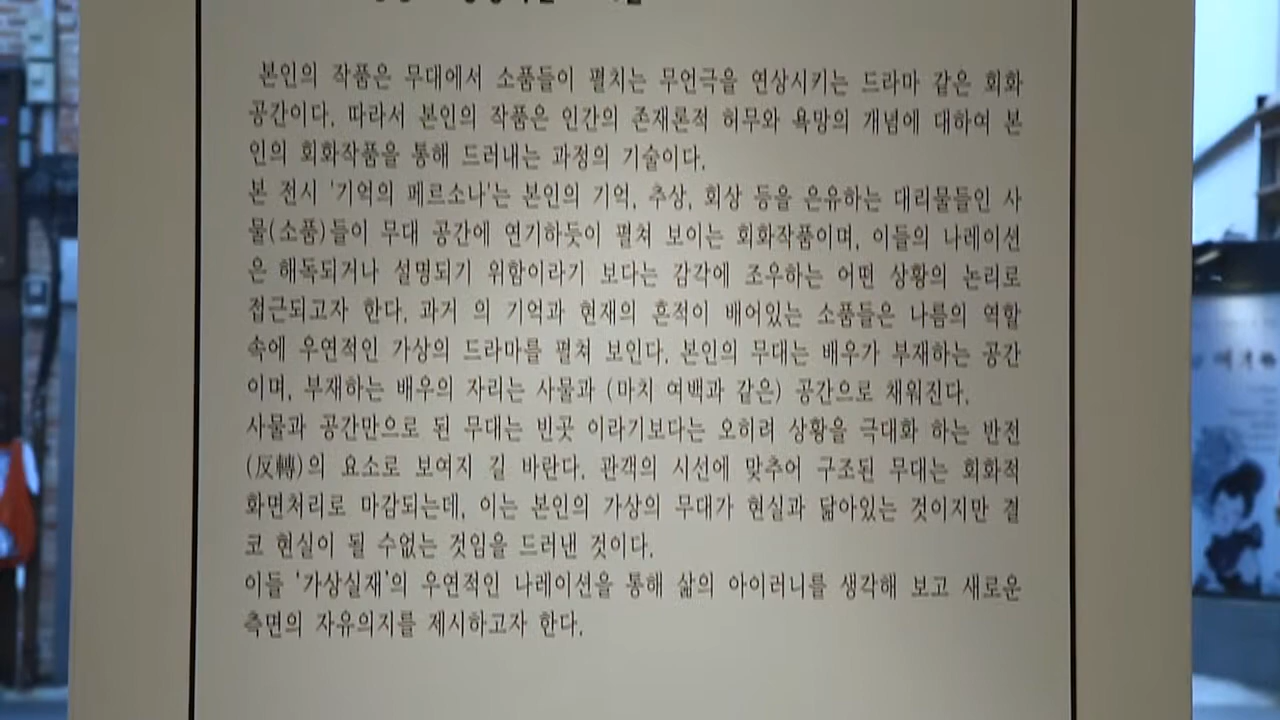 본인의 작품은 무대에서 소품들이 펼치는 무언극을 연상시키는 드라마 같은 회화
공간이다. 따라서 본인의 작품은 인간의 존재론적 허무와 욕망의 개념에 대하여 본
인의 회화작품을 통해 드러내는 과정의 기술이다.
본 전시 '기억의 페르소나'는 본인의 기억, 추상, 회상 등을 은유하는 대리물들인 사
물(소품)들이 무대 공간에 연기하듯이 펼쳐 보이는 회화작품이며, 이들의 나레이션
은 해독되거나 설명되기 위함이라기 보다는 감각에 조우하는 어떤 상황의 논리로
접근되고자 한다. 과거 의 기억과 현재의 흔적이 배어있는 소품들은 나름의 역할
속에 우연적인 가상의 드라마를 펼쳐 보인다. 본인의 무대는 배우가 부재하는 공간
이며, 부재하는 배우의 자리는 사물과 (마치 여백과 같은) 공간으로 채워진다.
사물과 공간만으로 된 무대는 빈곳 이라기보다는 오히려 상황을 극대화 하는 반전
(反轉)의 요소로 보여지 길 바란다. 관객의 시선에 맞추어 구조된 무대는 회화적
화면처리로 마감되는데, 이는 본인의 가상의 무대가 현실과 닮아있는 것이지만 결
코 현실이 될 수없는 것임을 드러낸 것이다.
이들 '가상실재'의 우연적인 나레이션을 통해 삶의 아이러니를 생각해 보고 새로운
측면의 자유의지를 제시하고자 한다.